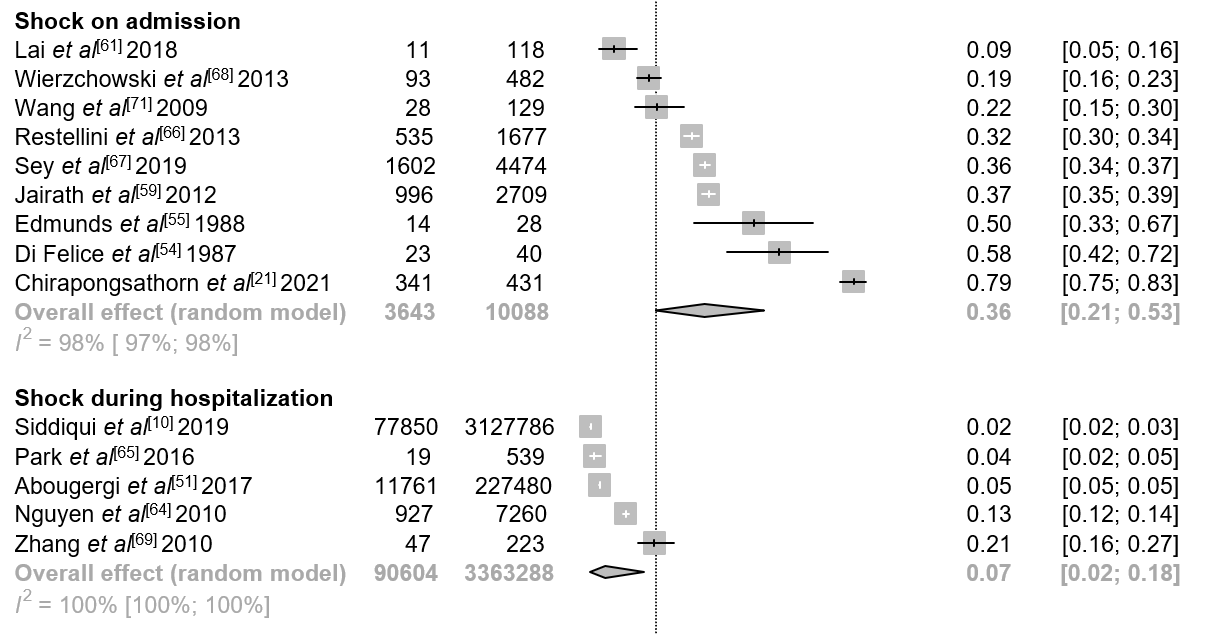 Shock on admission
Lai et al[61] 2018 11 118 0.09 [0.05; 0.16]
Wierzchowski et al[68] 2013 93 482 0.19 [0.16; 0.23]
Wang et al[71] 2009 28 129 0.22 [0.15; 0.30]
Restellini et al[66] 2013 535 1677 0.32 [0.30; 0.34]
Sey et al[67] 2019 1602 4474 0.36 [0.34; 0.37]
Jairath et al[59] 2012 996 2709 0.37 [0.35; 0.39]
Edmunds et al[55] 1988 14 28 0.50 [0.33; 0.67]
Di Felice et al[54] 1987 23 40 0.58 [0.42; 0.72]
Chirapongsathorn et al[21] 2021 341 431 0.79 [0.75; 0.83]
Overall effect (random model) 3643 10088 0.36 [0.21; 0.53]
I2 = 98% [ 97%; 98%]
Shock during hospitalization
Siddiqui et al[10] 2019 77850 3127786 0.02 [0.02; 0.03]
Park et al[65] 2016 19 539 0.04 [0.02; 0.05]
Abougergi et al[51] 2017 11761 227480 0.05 [0.05; 0.05]
Nguyen et al[64] 2010 927 7260 0.13 [0.12; 0.14]
Zhang et al[69] 2010 47 223 0.21 [0.16; 0.27]
Overall effect (random model) 90604 3363288 0.07 [0.02; 0.18]
I2 = 100% [100%; 100%]